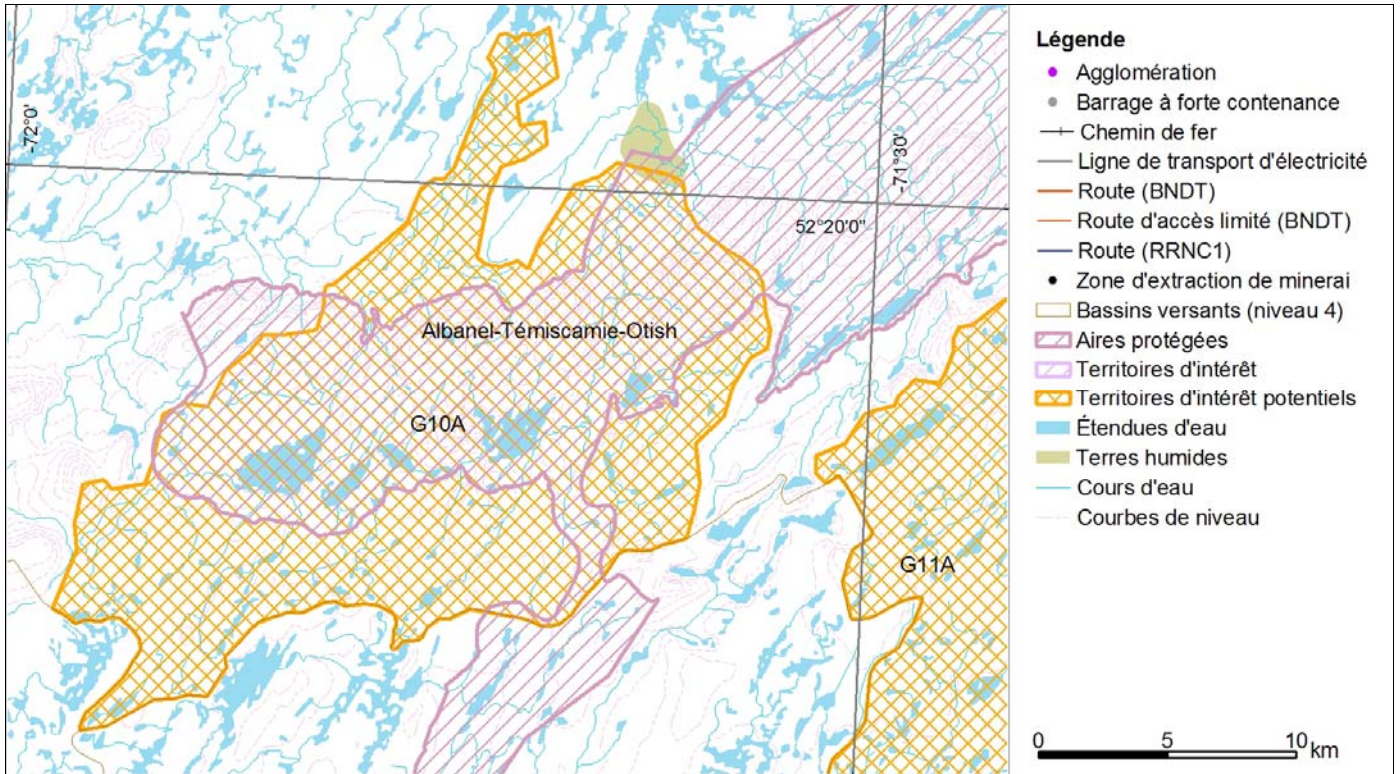 -72°0'
-71°30'
52°20'0"
Albanel-Témiscamie-Otish
G10A
G11A
Légende
Agglomération
Barrage à forte contenance
Chemin de fer
Ligne de transport d'électricité
Route (BNDT)
Route d'accès limité (BNDT)
Route (RRNC1)
Zone d'extraction de minerai
Bassins versants (niveau 4)
Aires protégées
Territoires d'intérêt
Territoires d'intérêt potentiels
Étendues d'eau
Terres humides
Cours d'eau
Courbes de niveau
0 5 10 km